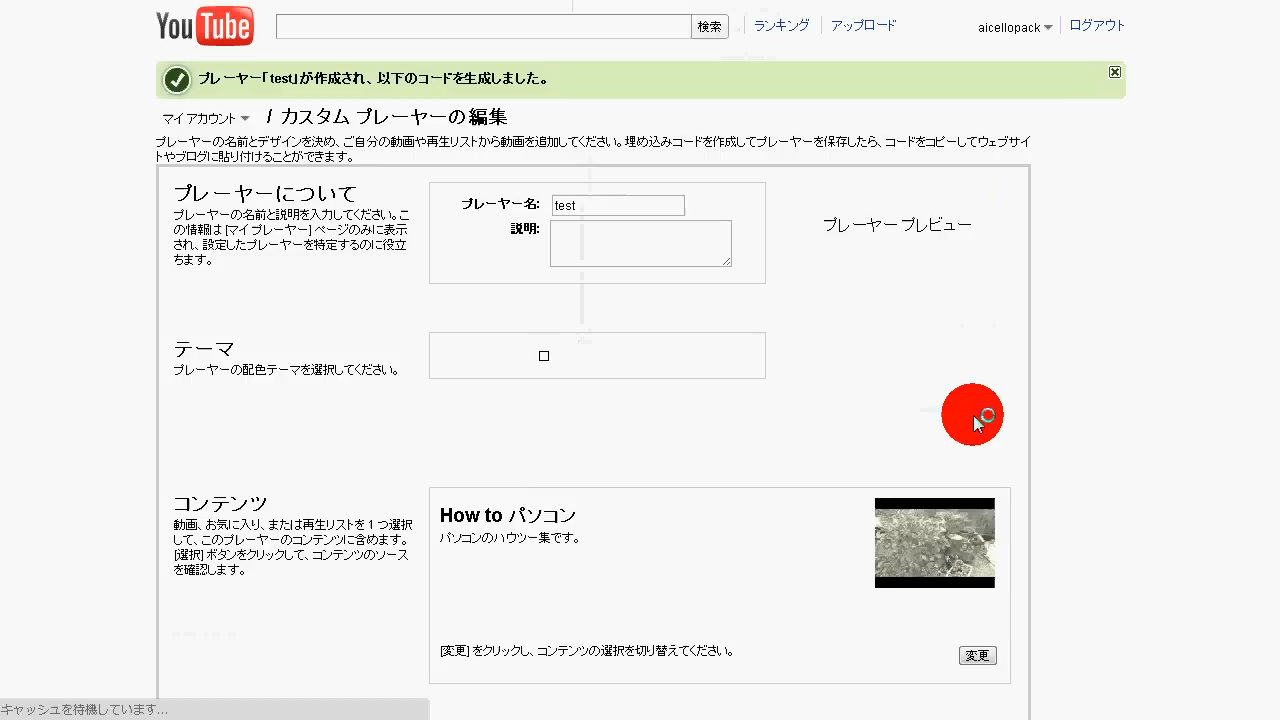 YouTube
検索
ランキング
アップロード
aicellopack
ログアウト
プレーヤー「test」が作成され、以下のコードを生成しました。
マイ アカウント / カスタム プレーヤーの編集
プレーヤーの名前とデザインを決め、ご自分の動画や再生リストから動画を追加してください。埋め込みコードを作成してプレーヤーを保存したら、コードをコピーしてウェブサイ
トやブログに貼り付けることができます。
プレーヤーについて
プレーヤーの名前と説明を入力してください。こ
の情報は [マイ プレーヤー] ページのみに表示
され、設定したプレーヤーを特定するのに役立
ちます。
プレーヤー名:
test
説明:
プレーヤー プレビュー
テーマ
プレーヤーの配色テーマを選択してください。
コンテンツ
動画、お気に入り、または再生リストを 1 つ選択
して、このプレーヤーのコンテンツに含めます。
[選択] ボタンをクリックして、コンテンツのソース
を確認します。
How to パソコン
パソコンのハウツー集です。
[変更] をクリックし、コンテンツの選択を切り替えてください。
変更
キャッシュを待機しています...